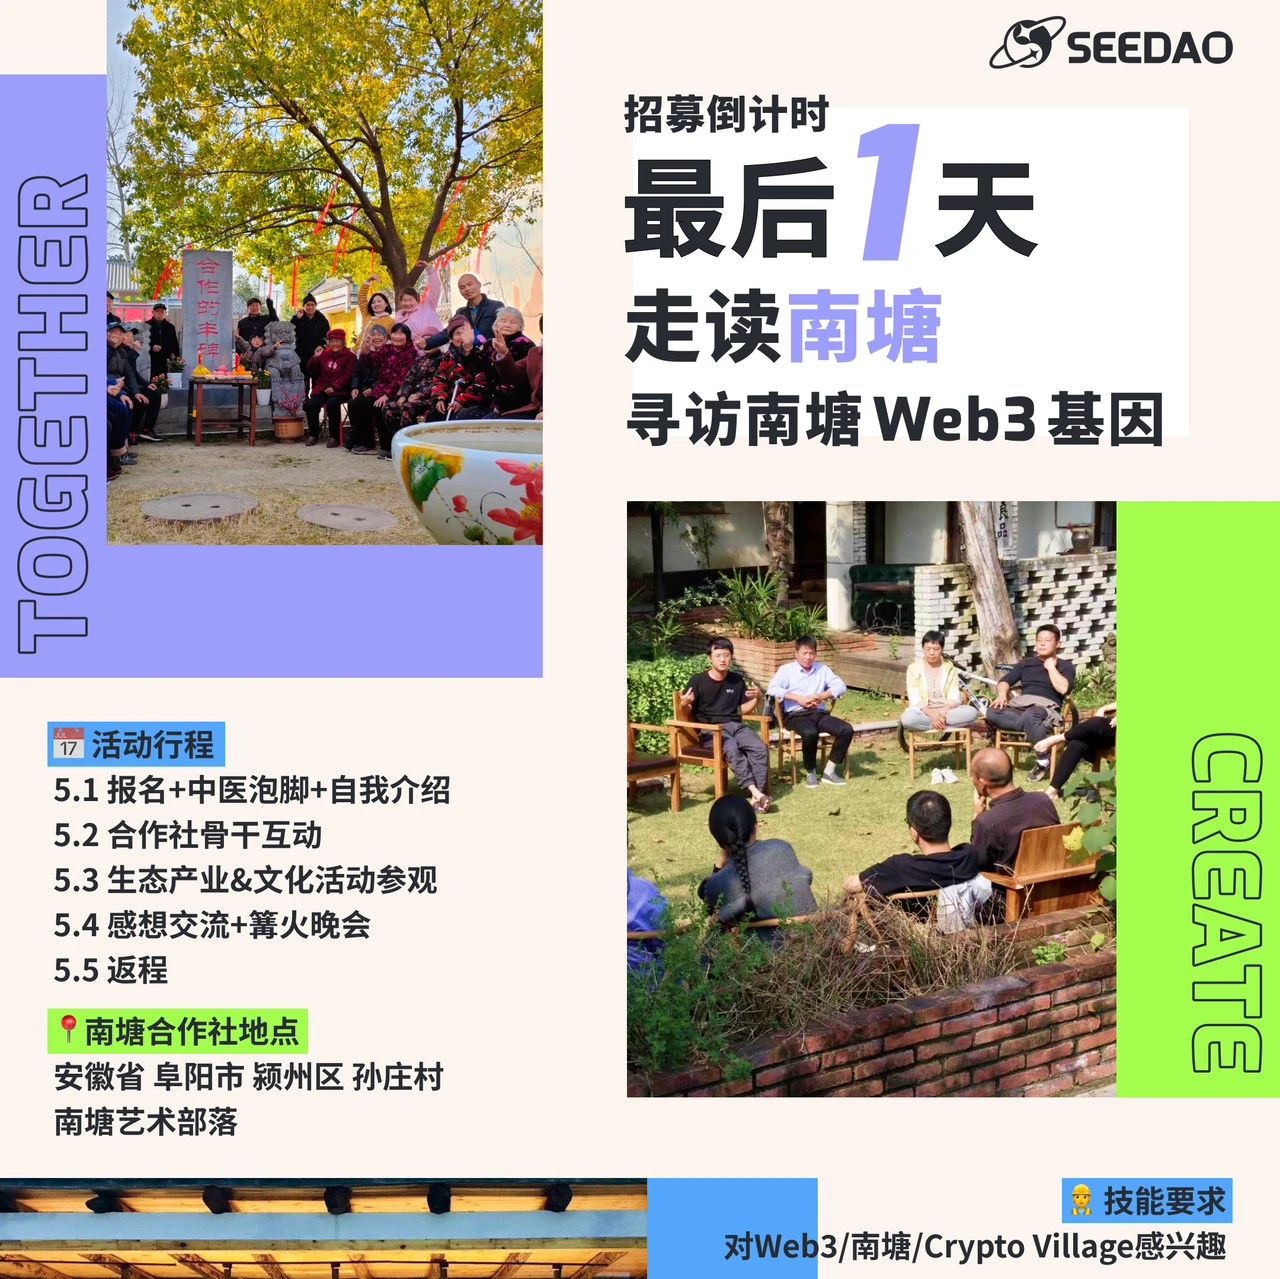 SEEDAO
招募倒计时
最后1天
走读南塘
寻访南塘 Web3 基因
TOGETHER
合作的丰碑
CREATE
JUL
17
活动行程
5.1 报名+中医泡脚+自我介绍
5.2 合作社骨干互动
5.3 生态产业&文化活动参观
5.4 感想交流+篝火晚会
5.5 返程
南塘合作社地点
安徽省 阜阳市 颍州区 孙庄村
南塘艺术部落
技能要求
对Web3/南塘/Crypto Village感兴趣